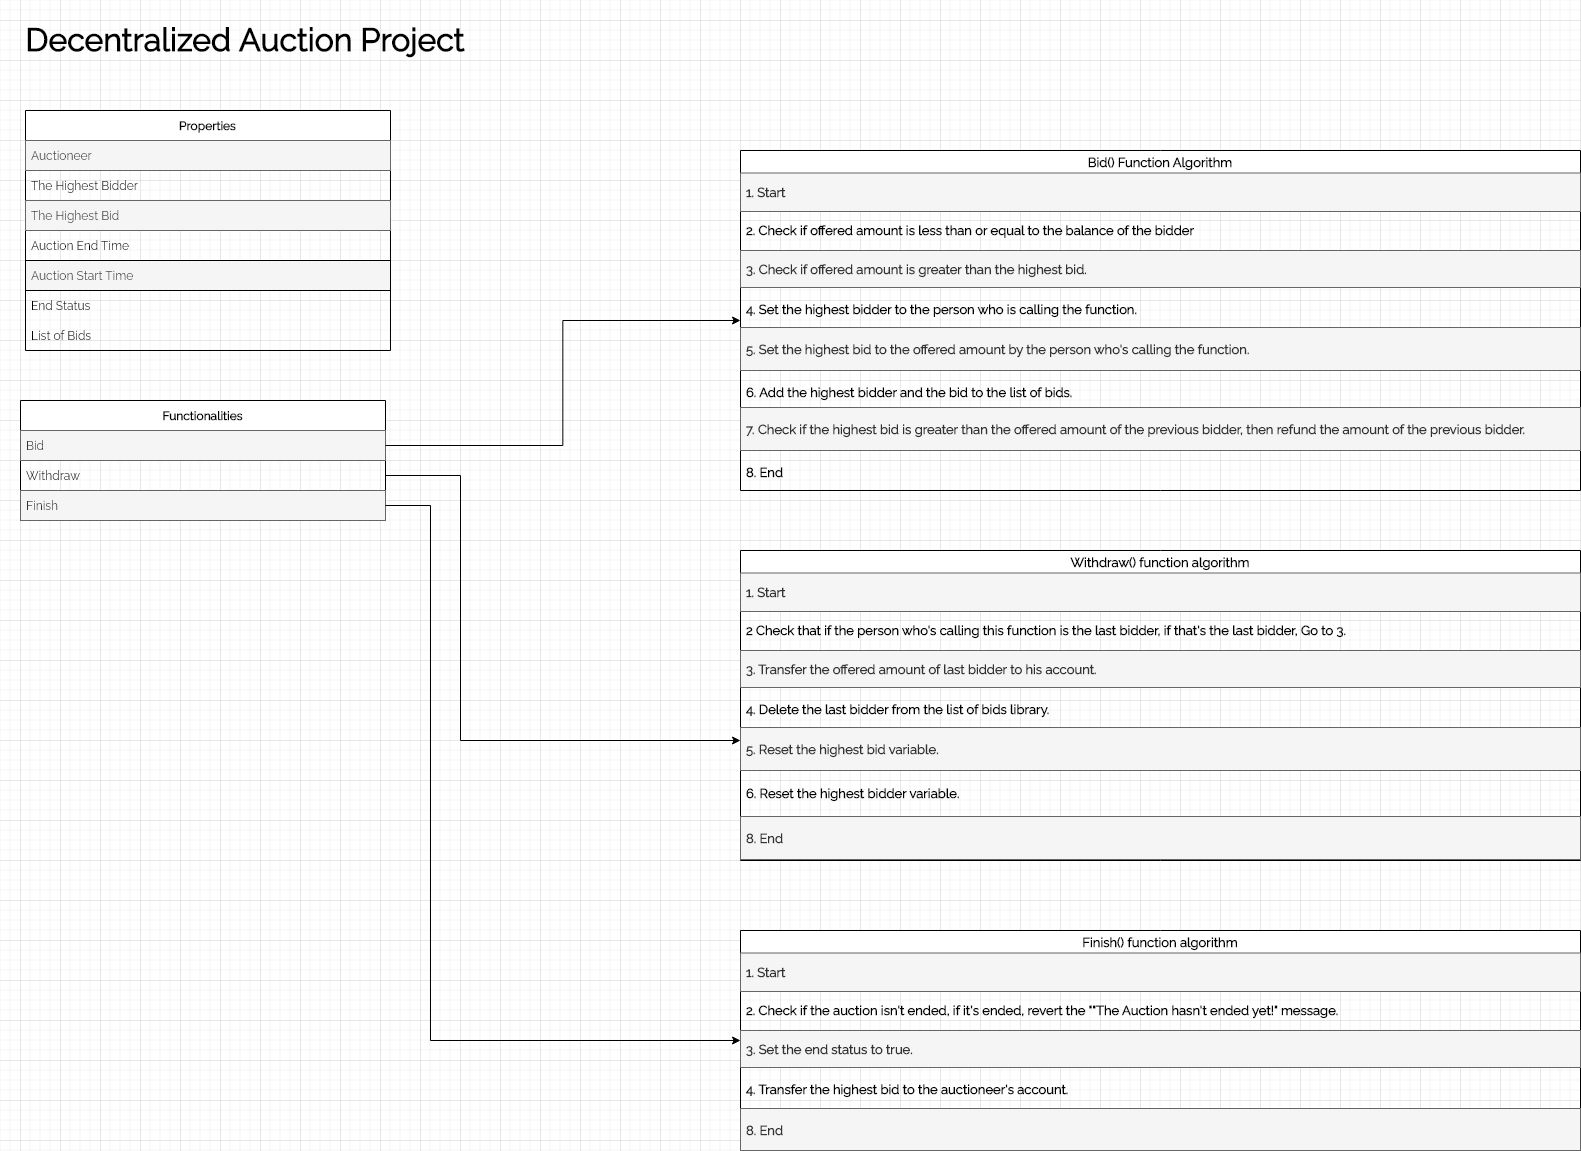 Decentralized Auction Project
Properties
Auctioneer
The Highest Bidder
The Highest Bid
Auction End Time
Auction Start Time
End Status
List of Bids
Functionalities
Bid
Withdraw
Finish
Bid() Function Algorithm
1. Start
2. Check if offered amount is less than or equal to the balance of the bidder
3. Check if offered amount is greater than the highest bid.
4. Set the highest bidder to the person who is calling the function.
5. Set the highest bid to the offered amount by the person who's calling the function.
6. Add the highest bidder and the bid to the list of bids.
7. Check if the highest bid is greater than the offered amount of the previous bidder, then refund the amount of the previous bidder.
8. End
Withdraw() function algorithm
1. Start
2 Check that if the person who's calling this function is the last bidder, if that's the last bidder, Go to 3.
3. Transfer the offered amount of last bidder to his account.
4. Delete the last bidder from the list of bids library.
5. Reset the highest bid variable.
6. Reset the highest bidder variable.
8. End
Finish() function algorithm
1. Start
2. Check if the auction isn't ended, if it's ended, revert the ""The Auction hasn't ended yet!" message.
3. Set the end status to true.
4. Transfer the highest bid to the auctioneer's account.
8. End